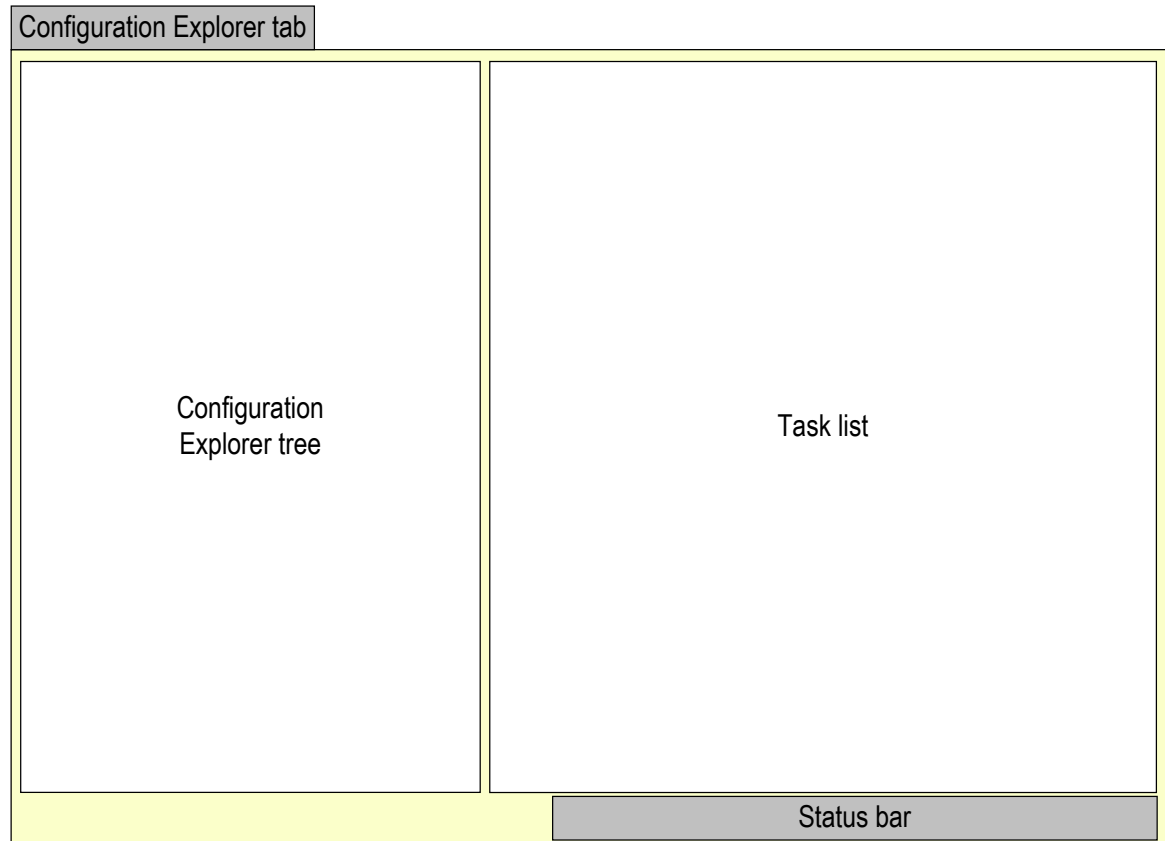 Configuration Explorer tab
Configuration
Explorer tree
Task list
Status bar